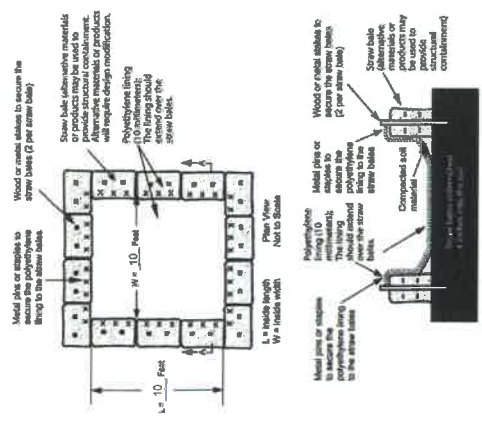 Metal pins or staples to
secure the polyethylene
lining to the straw bales
Wood or metal stakes to secure the
straw bales (2 per straw bale)
Straw bale (alternative materials
or products may be used to
provide structural containment.
Alternative materials or products
will require design modification.
Polyethylene lining
(10 millimeters);
The lining should
extend over the
straw bales.
A
A
W = 10 Feet
L = 10 Feet
L = Inside length
W = Inside width
Plan View
Not to Scale
Metal pins or staples
to secure the
polyethylene lining
to the straw bales
Polyethylene
lining (10
millimeters);
The lining
should extend
over the straw
bales.
Metal pins or
staples to
secure the
polyethylene
lining to the
straw bales
Compacted soil
material
Wood or metal stakes to
secure the straw bales
(2 per straw bale)
Straw bale
(alternative
materials or
products may
be used to
provide
structural
containment)